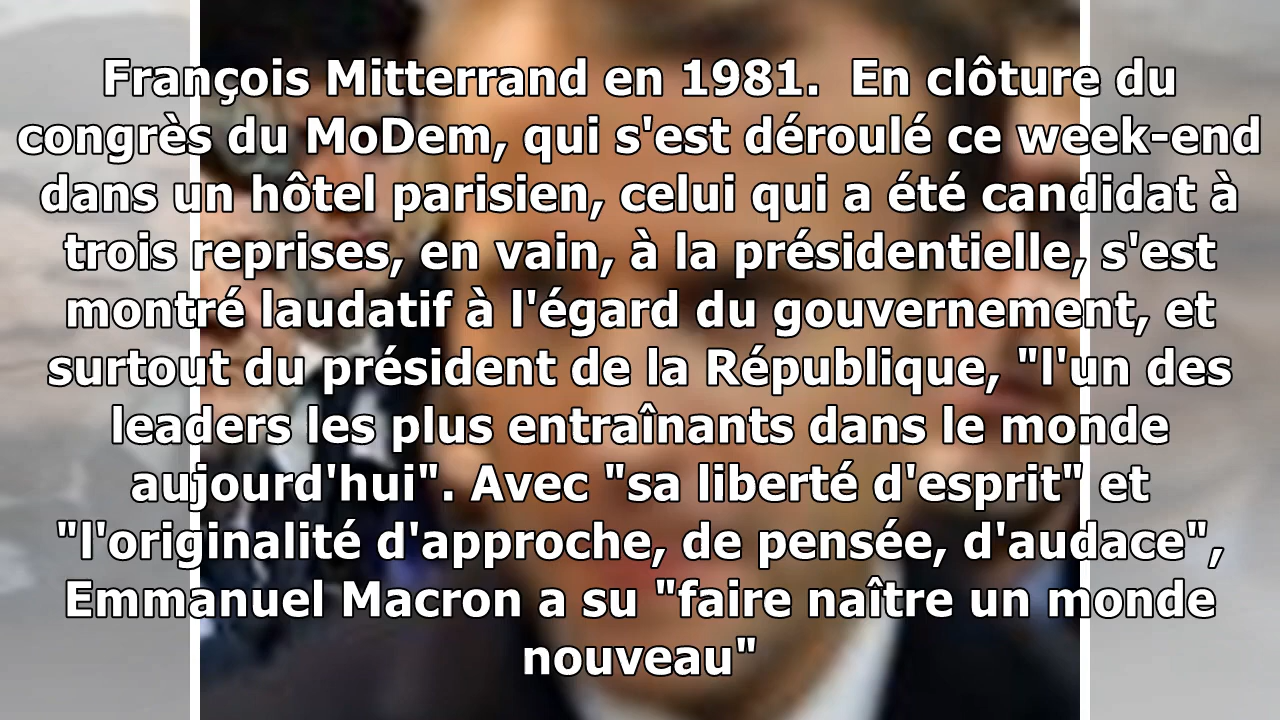 François Mitterrand en 1981.  En clôture du
congrès du MoDem, qui s'est déroulé ce week-end
dans un hôtel parisien, celui qui a été candidat à
trois reprises, en vain, à la présidentielle, s'est
montré laudatif à l'égard du gouvernement, et
surtout du président de la République, "l'un des
leaders les plus entraînants dans le monde
aujourd'hui". Avec "sa liberté d'esprit" et
"l'originalité d'approche, de pensée, d'audace",
Emmanuel Macron a su "faire naître un monde
nouveau"